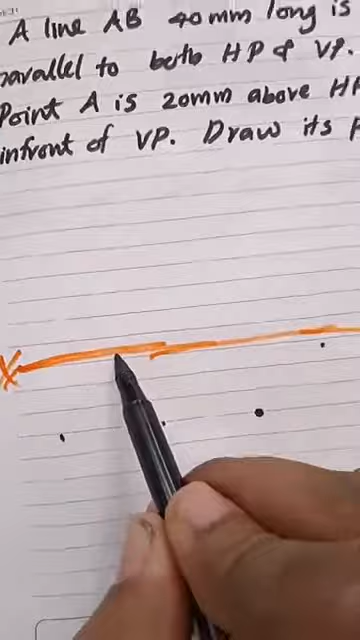 A line AB 40mm long is
parallel to both HP & VP.
Point A is 20mm above HP
infront of VP. Draw its
X